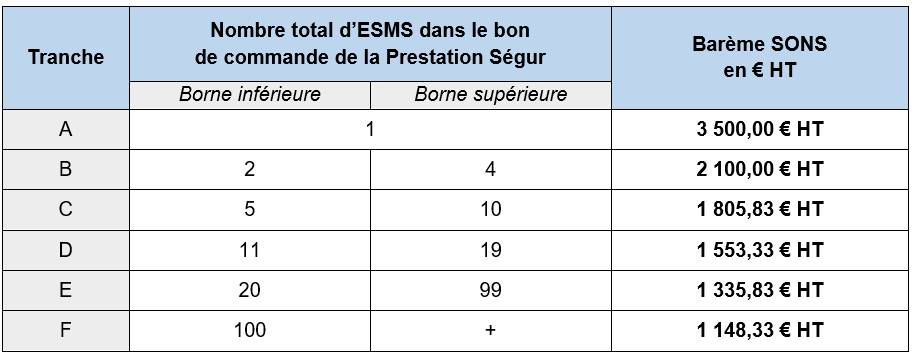 Tranche
Nombre total d’ESMS dans le bon
de commande de la Prestation Ségur
Barème SONS
en € HT
Borne inférieure
Borne supérieure
A
1
3 500,00 € HT
B
2
4
2 100,00 € HT
C
5
10
1 805,83 € HT
D
11
19
1 553,33 € HT
E
20
99
1 335,83 € HT
F
100
+
1 148,33 € HT